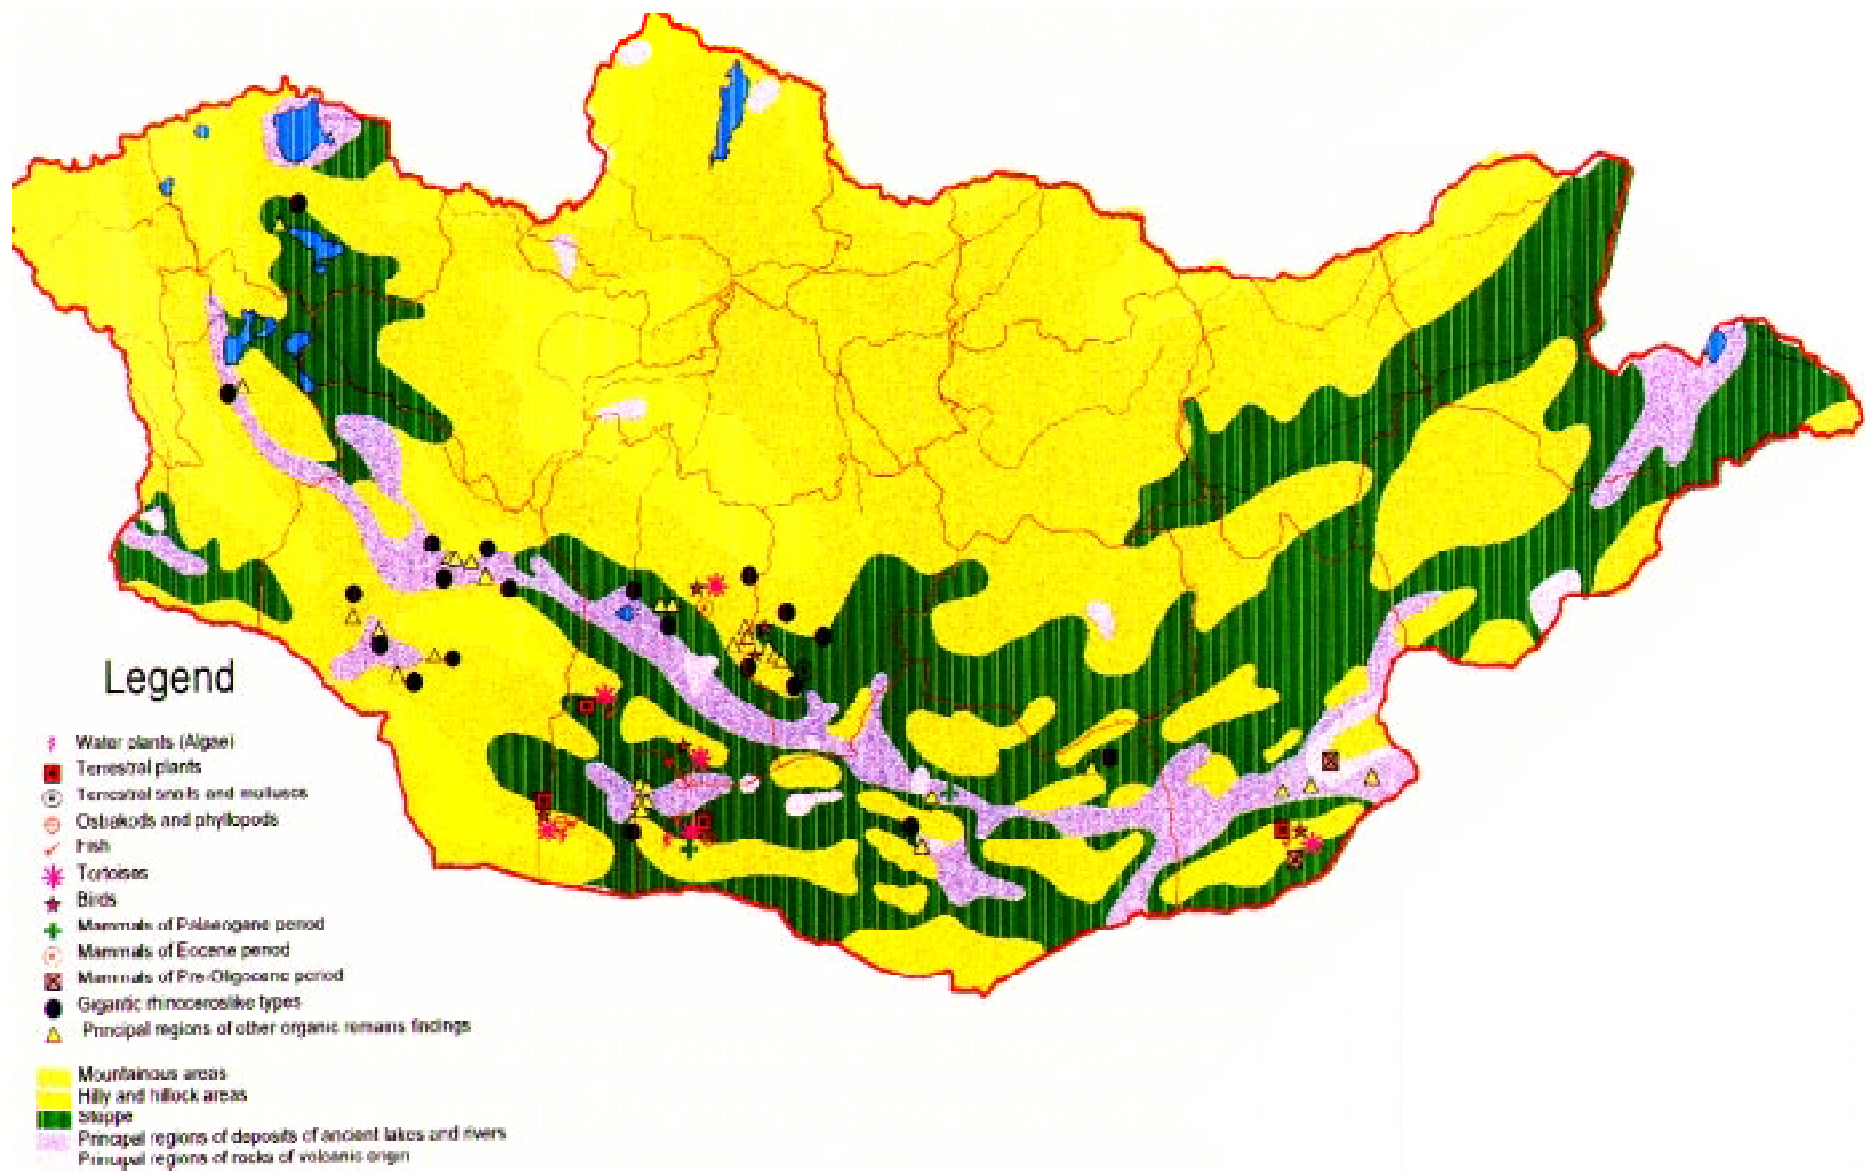 Legend
Water plants (Algae)
Terrestral plants
Terrestral snails and molluscs
Ostrakods and phyllopods
Fish
Tortoises
Birds
Mammals of Palaeogene period
Mammals of Eocene period
Mammals of Pre-Oligocene period
Gigantic rhinoceroslike types
Principal regions of other organic remains findings
Mountainous areas
Hilly and hillock areas
Steppe
Principal regions of deposits of ancient lakes and rivers
Principal regions of rocks of volcanic origin